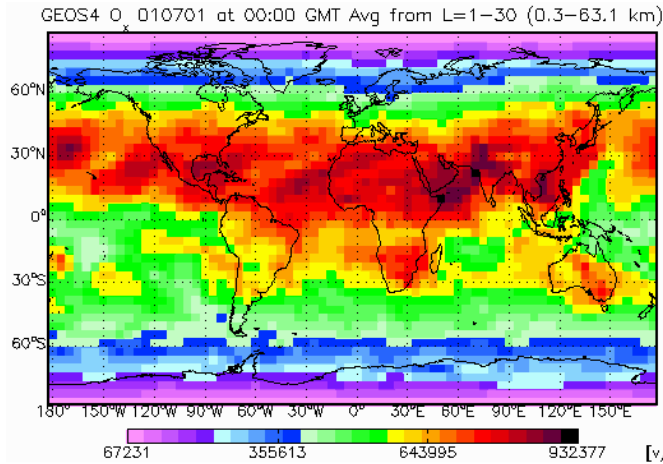 GEOS4 Oₓ 010701 at 00:00 GMT Avg from L=1-30 (0.3-63.1 km)
60°N
30°N
0°
30°S
60°S
180° 150°W 120°W 90°W 60°W 30°W 0° 30°E 60°E 90°E 120°E 150°E
67231 355613 643995 932377 [v/